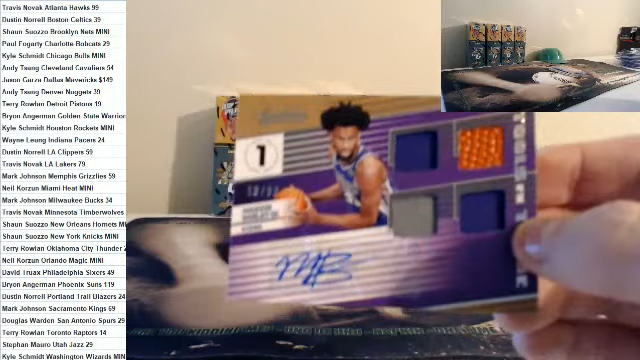 Travis Novak Atlanta Hawks 99
Dustin Norrell Boston Celtics 39
Shaun Suozzo Brooklyn Nets MINI
Paul Fogarty Charlotte Bobcats 29
Kyle Schmidt Chicago Bulls MINI
Andy Tsang Cleveland Cavaliers 54
Jason Garza Dallas Mavericks $149
Andy Tsang Denver Nuggets 39
Terry Rowlan Detroit Pistons 19
Bryon Angerman Golden State Warrior
Kyle Schmidt Houston Rockets MINI
Wayne Leung Indiana Pacers 24
Dustin Norrell LA Clippers 59
Travis Novak LA Lakers 79
Mark Johnson Memphis Grizzlies 59
Neil Korzun Miami Heat MINI
Mark Johnson Milwaukee Bucks 34
Travis Novak Minnesota Timberwolves
Shaun Suozzo New Orleans Hornets MI
Shaun Suozzo New York Knicks MINI
Terry Rowlan Oklahoma City Thunder 2
Neil Korzun Orlando Magic MINI
David Truax Philadelphia Sixers 49
Bryon Angerman Phoenix Suns 119
Dustin Norrell Portland Trail Blazers 24
Mark Johnson Sacramento Kings 69
Douglas Warden San Antonio Spurs 29
Terry Rowlan Toronto Raptors 14
Stephan Mauro Utah Jazz 29
Kyle Schmidt Washington Wizards MIN
1